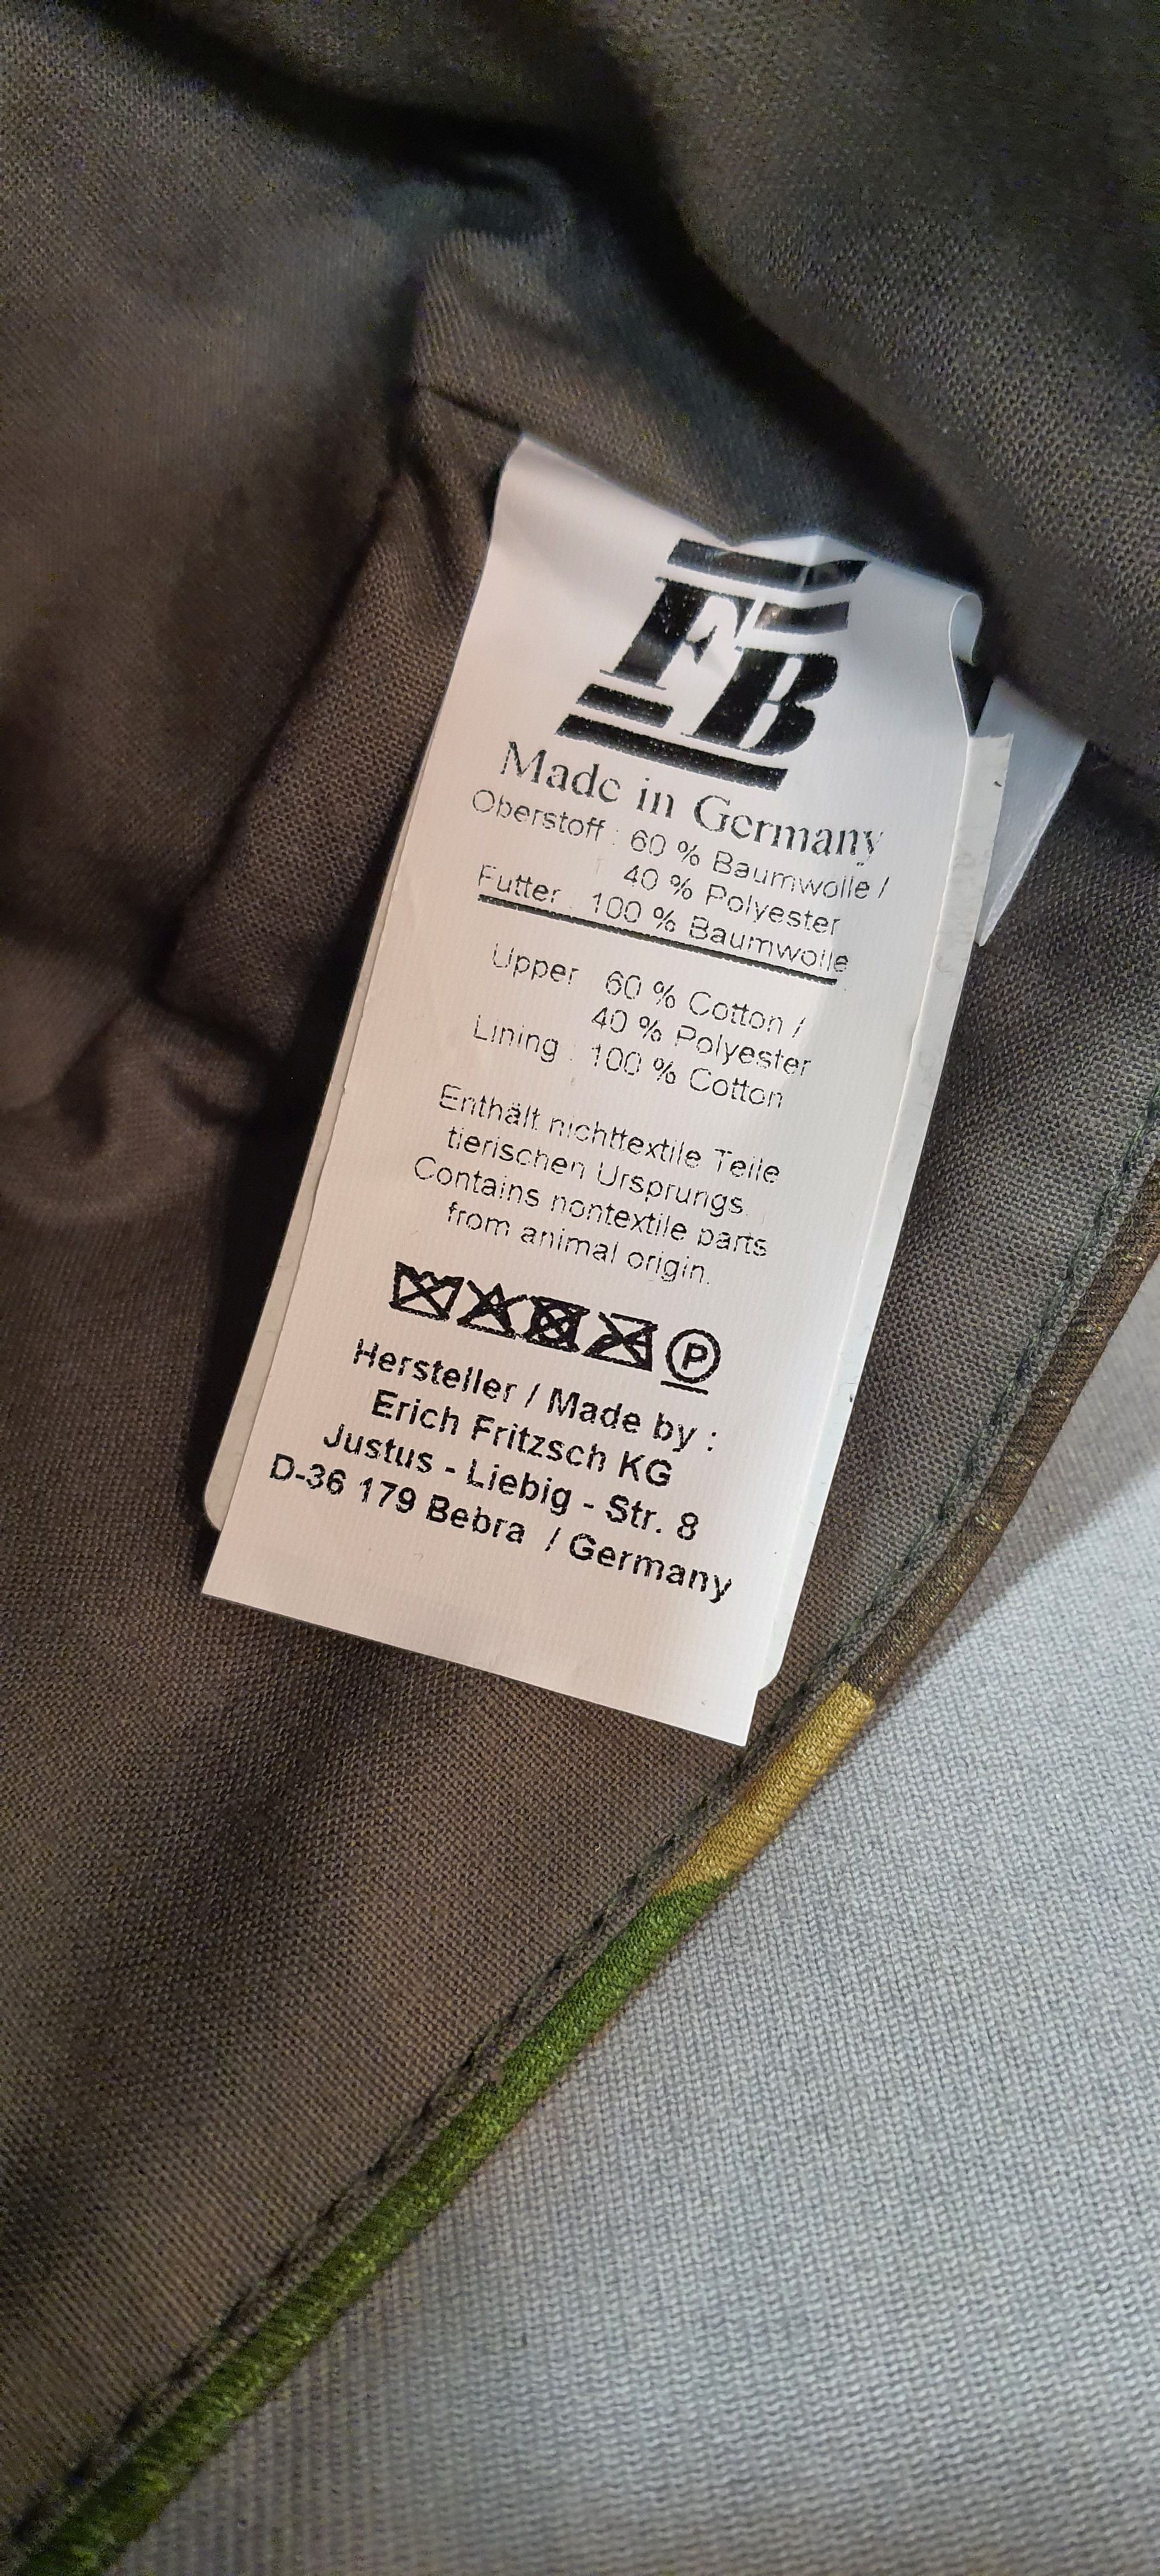 FB
Made in Germany
Oberstoff : 60 % Baumwolle /
40 % Polyester
Futter : 100 % Baumwolle
Upper 60 % Cotton /
40 % Polyester
Lining : 100 % Cotton
Enthält nichttextile Teile
tierischen Ursprungs.
Contains nontextile parts
from animal origin.
P
Hersteller / Made by :
Erich Fritzsch KG
Justus - Liebig - Str. 8
D-36 179 Bebra / Germany